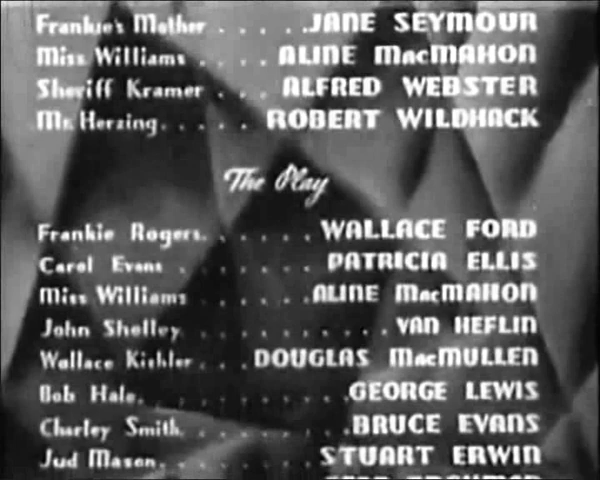 Frankie's Mother . . . . . JANE SEYMOUR
Miss Williams . . . . ALINE MacMAHON
Sheriff Kramer . . . ALFRED WEBSTER
Mr. Herzing . . . . . ROBERT WILDHACK
The Play
Frankie Rogers . . . . . . WALLACE FORD
Carol Evans . . . . . . . PATRICIA ELLIS
Miss Williams . . . . . . ALINE MacMAHON
John Shelley . . . . . . . . . . VAN HEFLIN
Wallace Kishler . . . DOUGLAS MacMULLEN
Bob Hale . . . . . . . . . . GEORGE LEWIS
Charley Smith . . . . . . . . BRUCE EVANS
Jud Mason . . . . . . . . STUART ERWIN